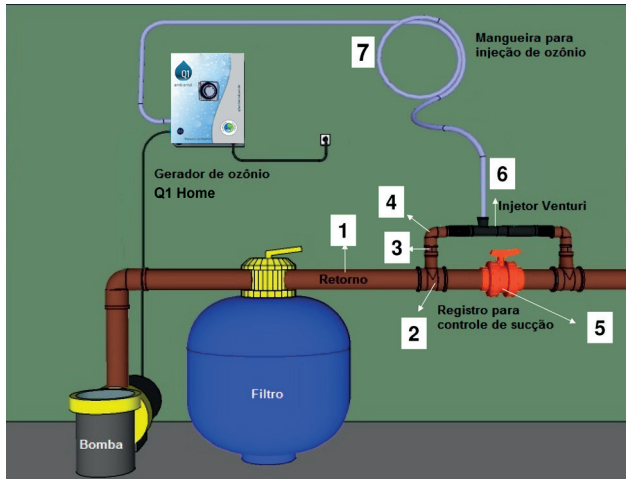 7
Mangueira para
injeção de ozônio
Q1
ambiental
Gerador de ozônio
Q1 Home
6
Injetor Venturi
4
3
1
Retorno
2
Registro para
controle de sucção
5
Filtro
Bomba